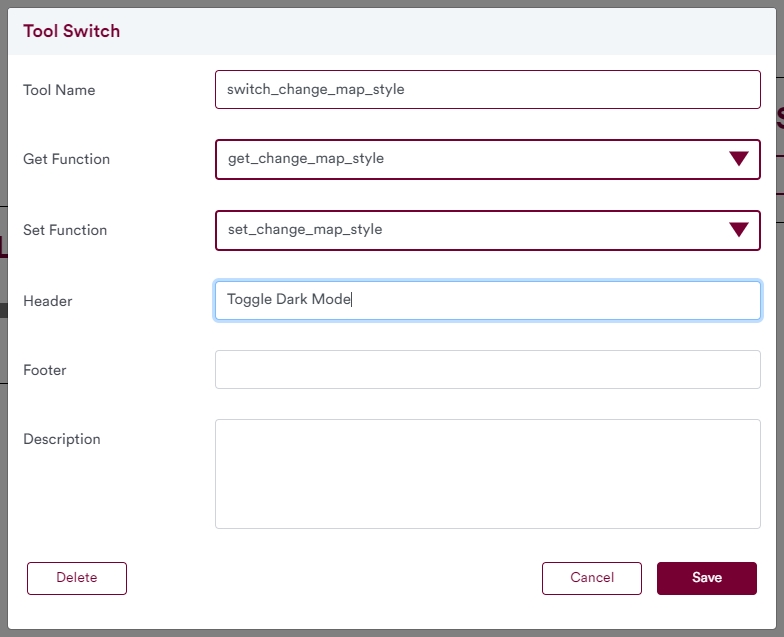 Tool Switch
Tool Name
switch_change_map_style
Get Function
get_change_map_style
Set Function
set_change_map_style
Header
Toggle Dark Mode
Footer
Description
Delete
Cancel
Save